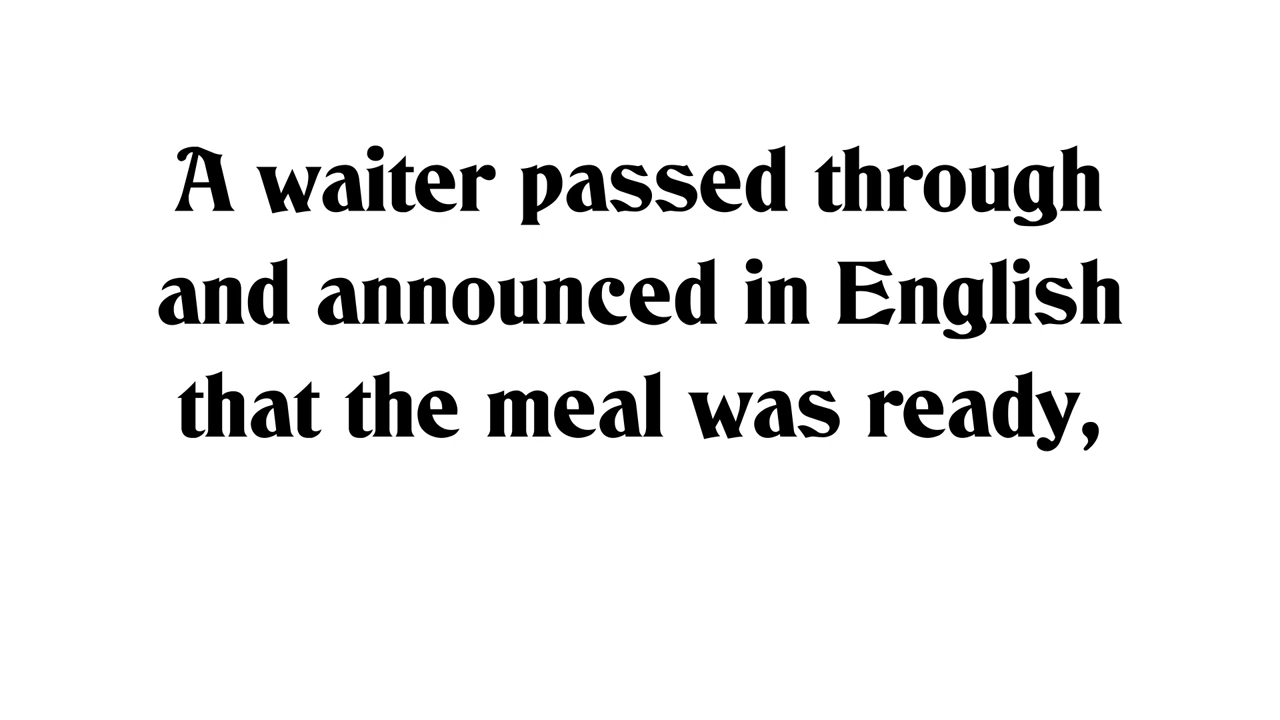 A waiter passed through
and announced in English
that the meal was ready,